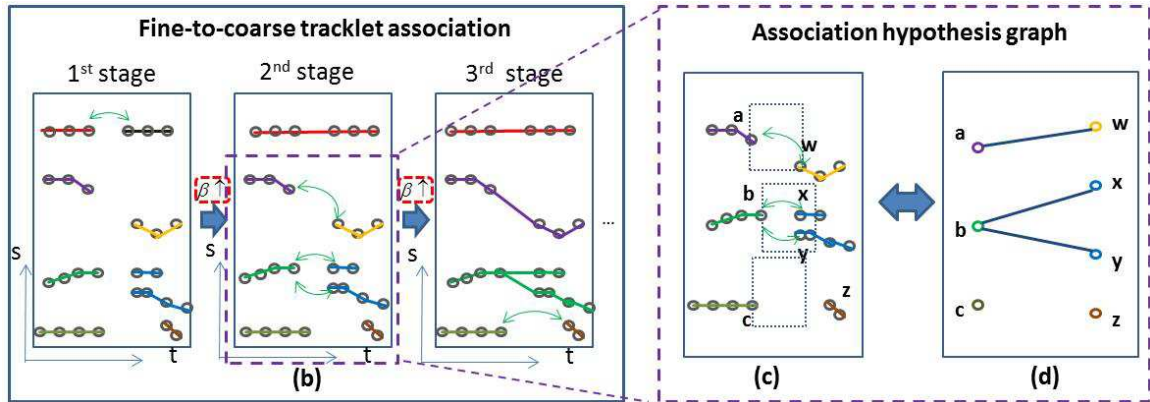 Fine-to-coarse tracklet association
1st stage
2nd stage
3rd stage
β ↑
β ↑
...
s
t
s
t
s
t
(b)
Association hypothesis graph
a
w
b
x
y
c
z
(c)
a
w
x
b
y
c
z
(d)